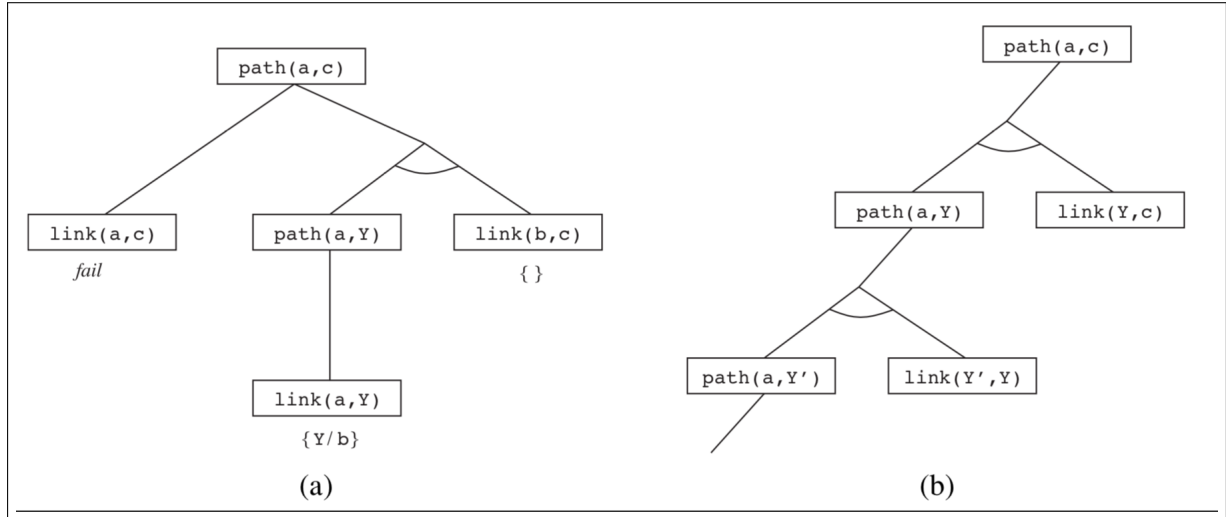 path(a,c)
link(a,c)
fail
path(a,Y)
link(b,c)
{ }
link(a,Y)
{Y/b}
(a)
path(a,c)
path(a,Y)
link(Y,c)
path(a,Y’)
link(Y’,Y)
(b)